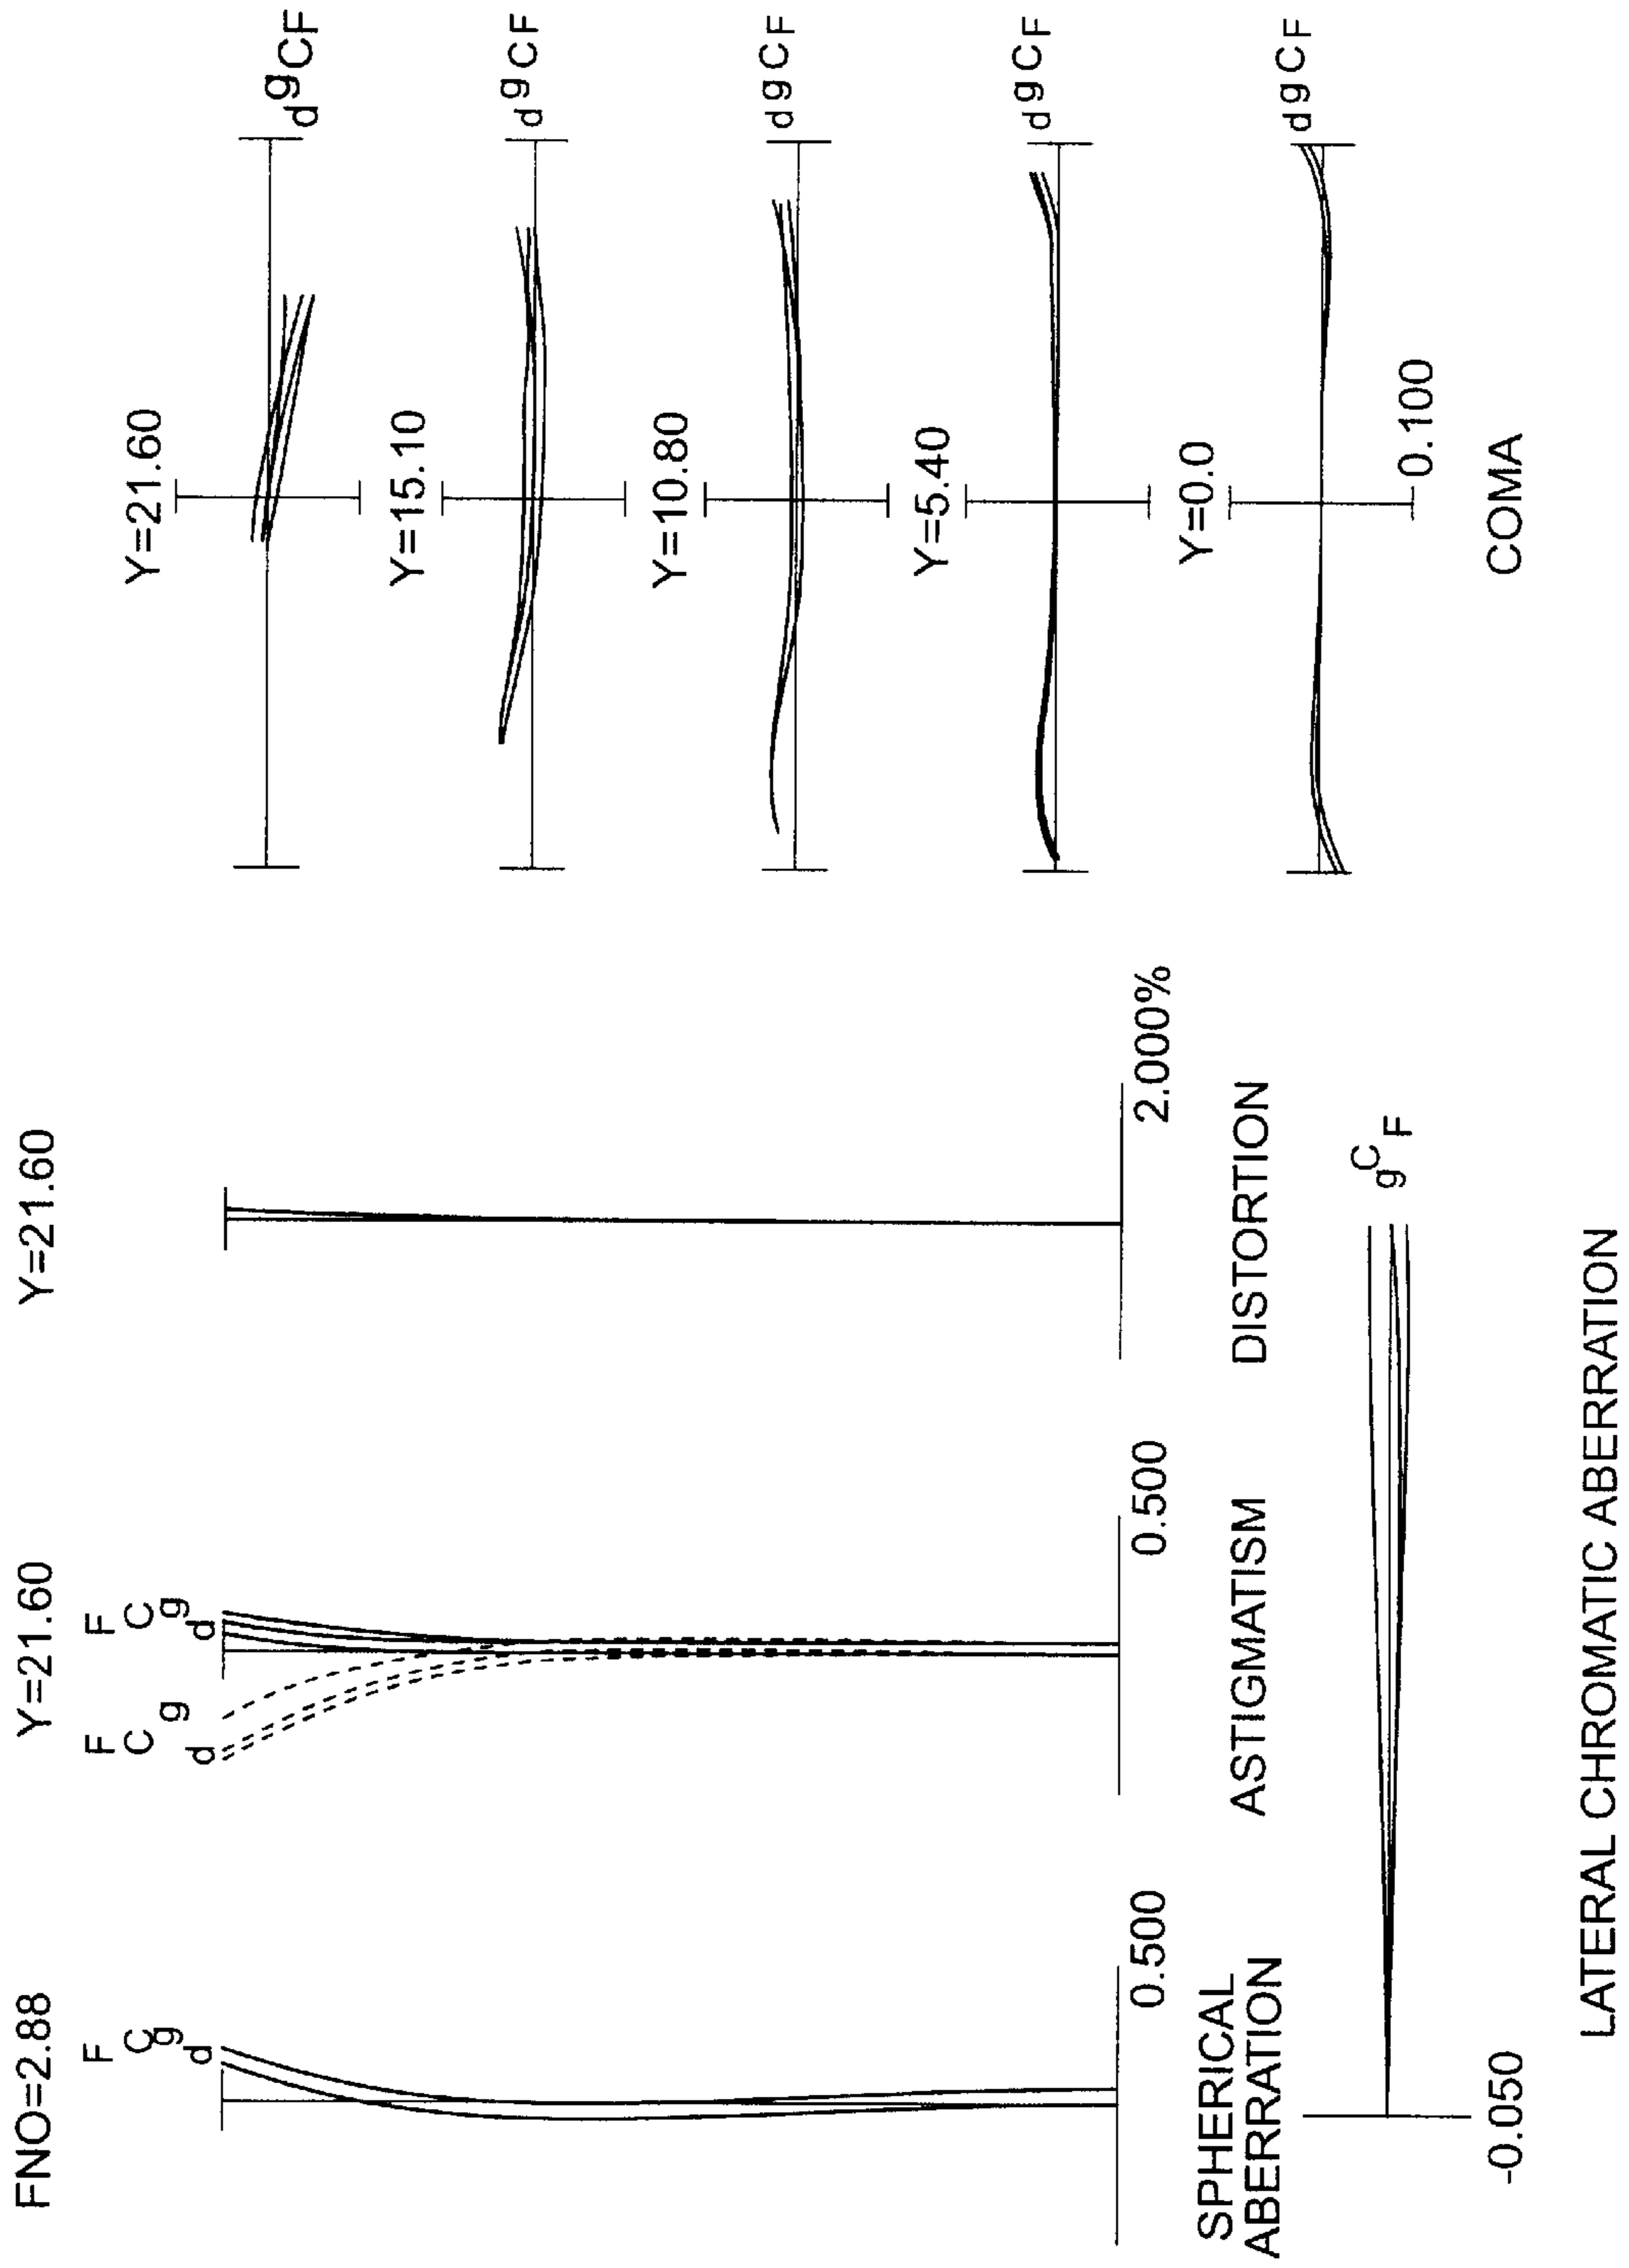 FNO=2.88
F
C
g
d
0.500
SPHERICAL
ABERRATION
Y=21.60
F
C
g
d
F
C
g
d
0.500
ASTIGMATISM
Y=21.60
2.000%
DISTORTION
Y=21.60
d g C F
Y=15.10
d g C F
Y=10.80
d g C F
Y=5.40
d g C F
Y=0.0
d g C F
0.100
COMA
g C F
-0.050
LATERAL CHROMATIC ABERRATION